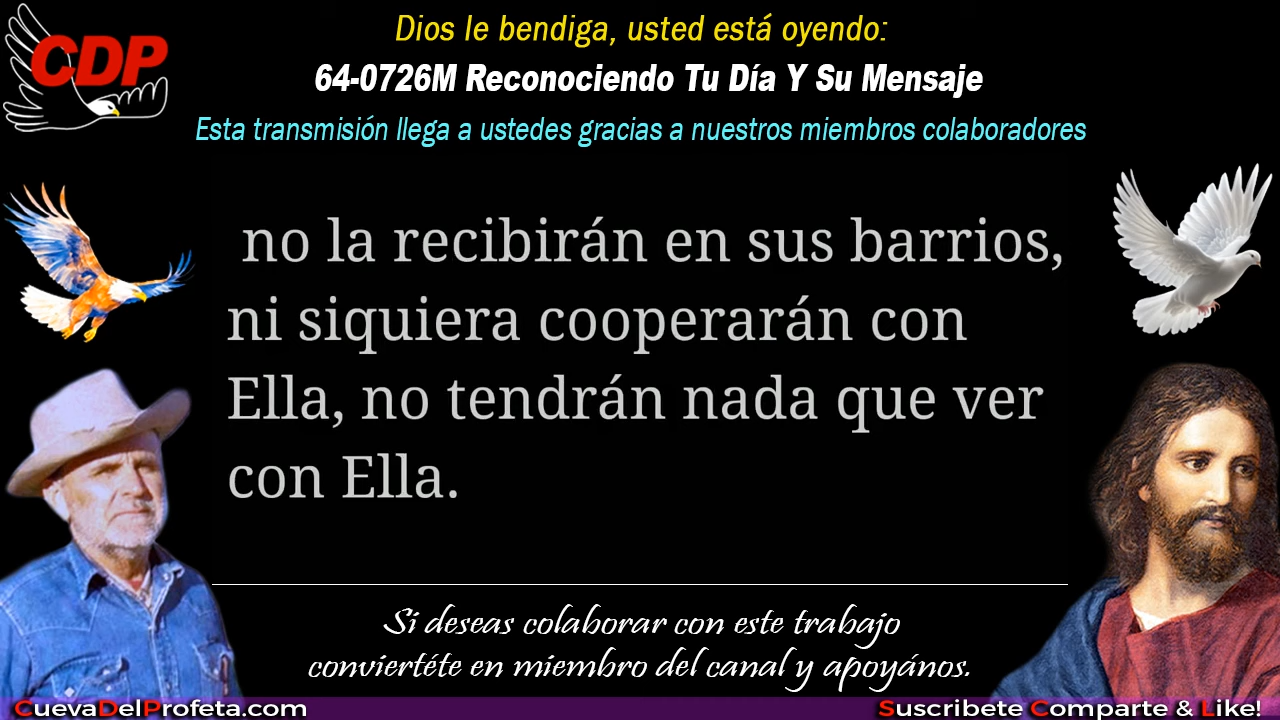 CDP
Dios le bendiga, usted está oyendo:
64-0726M Reconociendo Tu Día Y Su Mensaje
Esta transmisión llega a ustedes gracias a nuestros miembros colaboradores
no la recibirán en sus barrios,
ni siquiera cooperarán con
Ella, no tendrán nada que ver
con Ella.
Si deseas colaborar con este trabajo
conviertéte en miembro del canal y apoyános.
CuevaDelProfeta.com
Suscribete Comparte & Like!